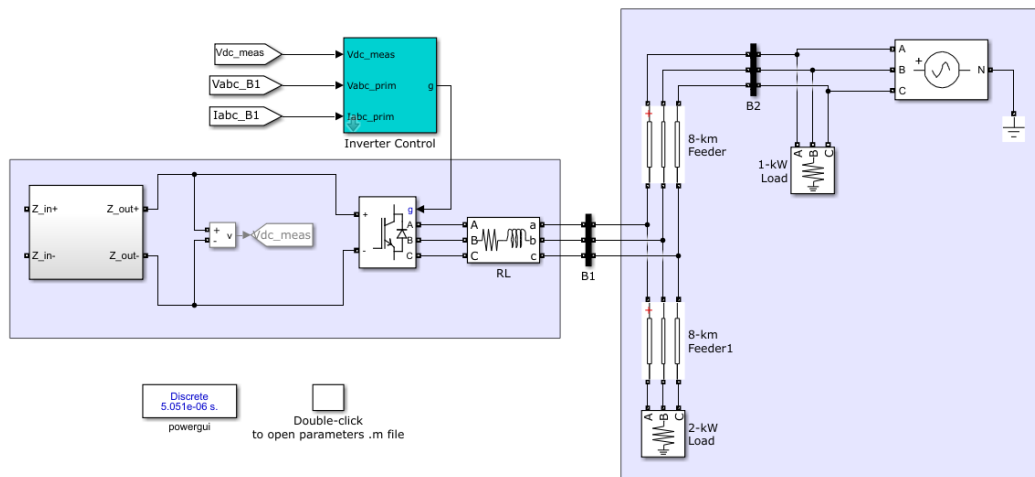 Vdc_meas
Vabc_B1
Iabc_B1
Vdc_meas
Vabc_prim
Iabc_prim
g
Inverter Control
Z_in+
Z_in-
Z_out+
Z_out-
+
-
v
Vdc_meas
g
+
-
A
B
C
A
B
C
a
b
c
RL
B1
Discrete
5.051e-06 s.
powergui
Double-click
to open parameters .m file
+
8-km
Feeder
B2
A
B
C
+
N
A B C
1-kW
Load
+
8-km
Feeder1
A B C
2-kW
Load